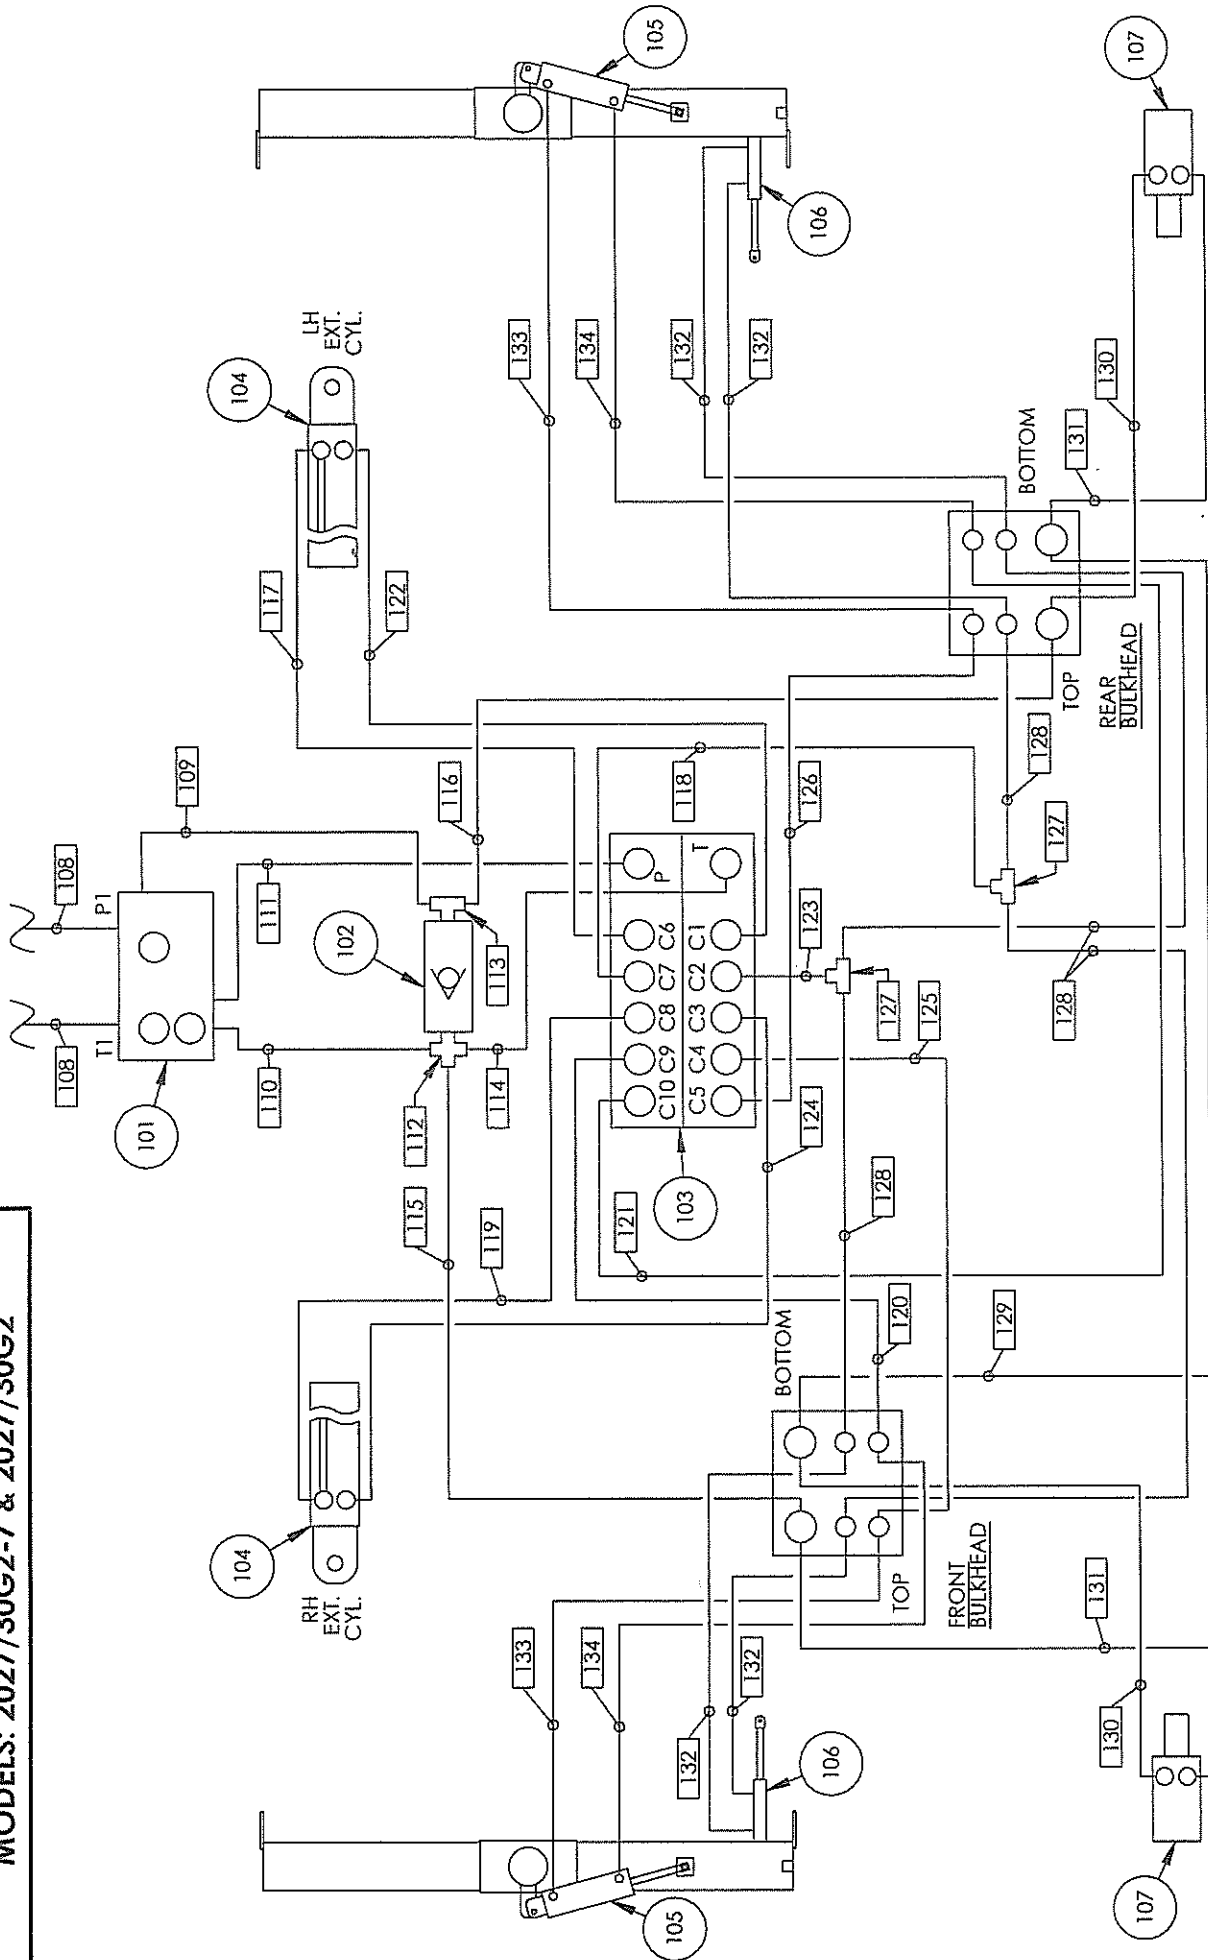 MODELS: 2027/30G2-7 & 2027/30G2
105
106
133
134
132
132
107
130
131
104
RH
EXT.
CYL.
119
115
FRONT
BULKHEAD
TOP
BOTTOM
120
129
101
T1
P1
108
108
110
111
109
112
114
102
113
116
103
C10
C9
C8
C7
C6
P
C5
C4
C3
C2
C1
T
121
124
128
125
127
123
118
126
128
127
128
117
122
104
LH
EXT.
CYL.
REAR
BULKHEAD
TOP
BOTTOM
131
130
133
134
132
132
105
106
107